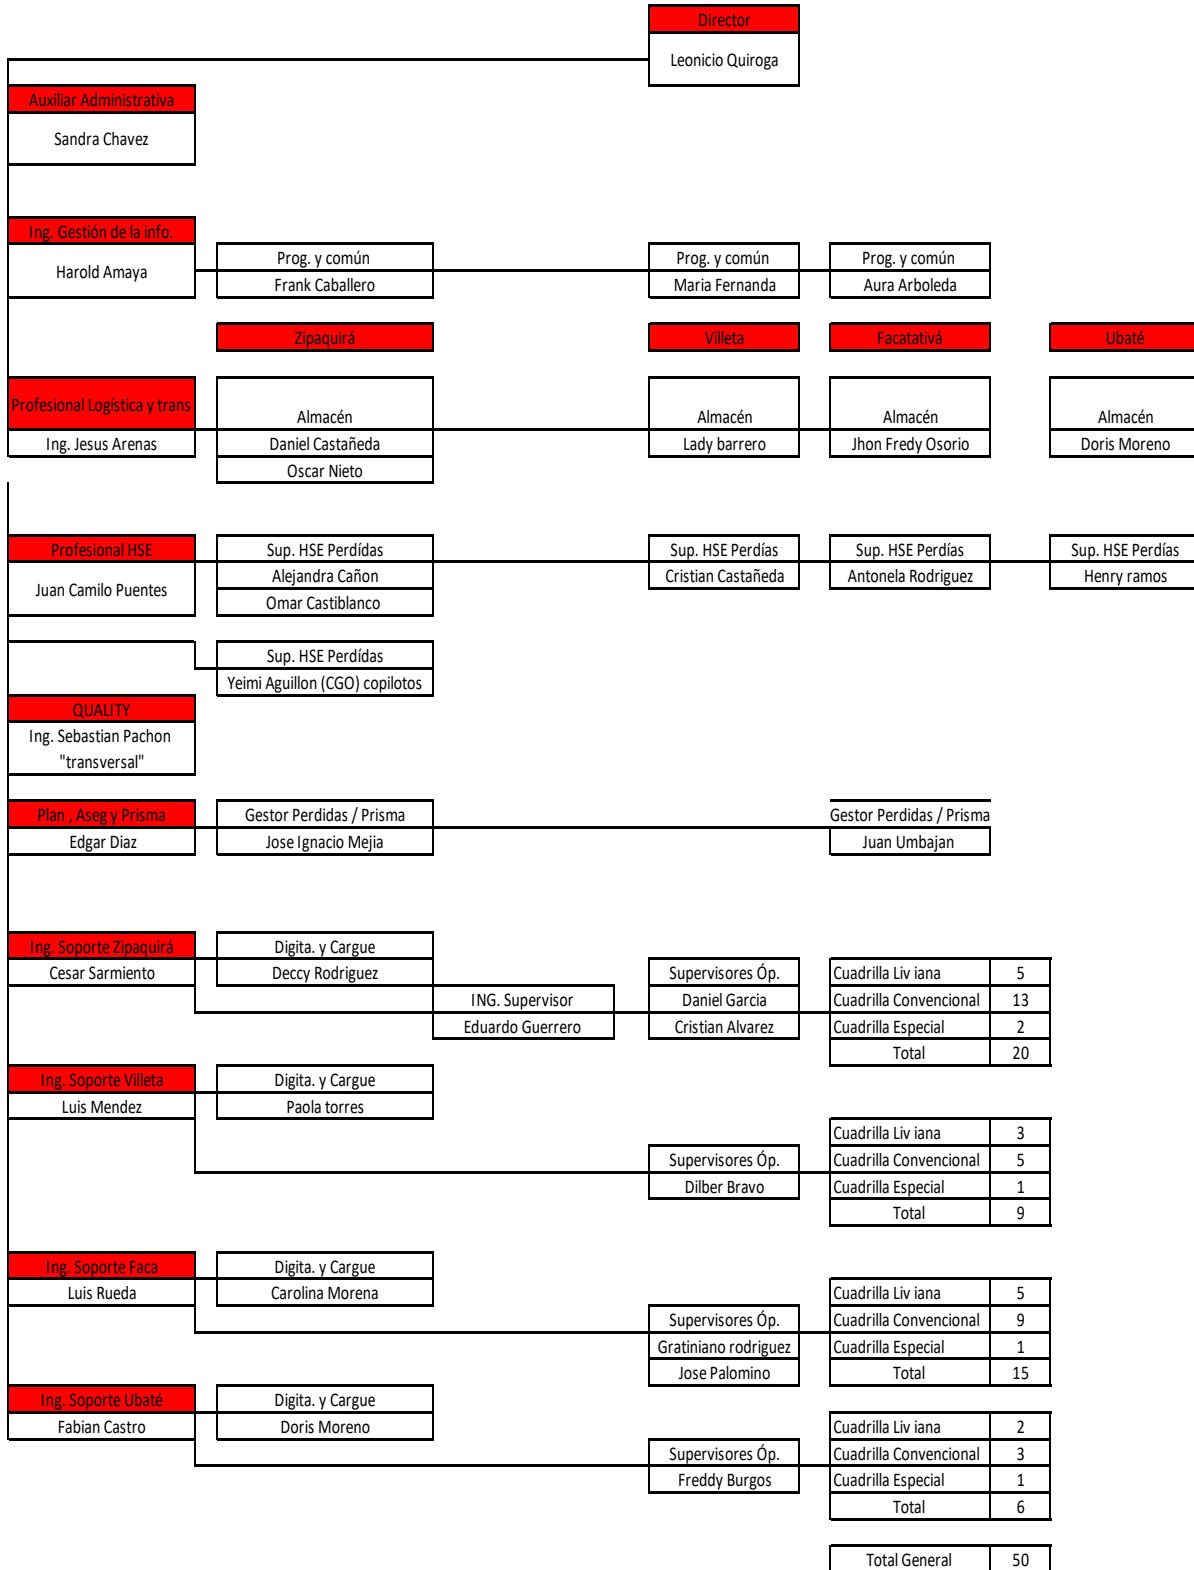 Director
Leonicio Quiroga
Auxiliar Administrativa
Sandra Chavez
Ing. Gestión de la info.
Harold Amaya
Prog. y común
Frank Caballero
Prog. y común
Maria Fernanda
Prog. y común
Aura Arboleda
Zipaquirá
Villeta
Facatativá
Ubaté
Profesional Logística y trans
Ing. Jesus Arenas
Almacén
Daniel Castañeda
Oscar Nieto
Almacén
Lady barrero
Almacén
Jhon Fredy Osorio
Almacén
Doris Moreno
Profesional HSE
Juan Camilo Puentes
Sup. HSE Perdídas
Alejandra Cañon
Omar Castiblanco
Sup. HSE Perdías
Cristian Castañeda
Sup. HSE Perdías
Antonela Rodriguez
Sup. HSE Perdías
Henry ramos
Sup. HSE Perdídas
Yeimi Aguillon (CGO) copilotos
QUALITY
Ing. Sebastian Pachon
"transversal"
Plan , Aseg y Prisma
Edgar Diaz
Gestor Perdidas / Prisma
Jose Ignacio Mejia
Gestor Perdidas / Prisma
Juan Umbajan
Ing. Soporte Zipaquirá
Cesar Sarmiento
Digita. y Cargue
Deccy Rodriguez
ING. Supervisor
Eduardo Guerrero
Supervisores Óp.
Daniel Garcia
Cristian Alvarez
Cuadrilla Liv iana 5
Cuadrilla Convencional 13
Cuadrilla Especial 2
Total 20
Ing. Soporte Villeta
Luis Mendez
Digita. y Cargue
Paola torres
Supervisores Óp.
Dilber Bravo
Cuadrilla Liv iana 3
Cuadrilla Convencional 5
Cuadrilla Especial 1
Total 9
Ing. Soporte Faca
Luis Rueda
Digita. y Cargue
Carolina Morena
Supervisores Óp.
Gratiniano rodriguez
Jose Palomino
Cuadrilla Liv iana 5
Cuadrilla Convencional 9
Cuadrilla Especial 1
Total 15
Ing. Soporte Ubaté
Fabian Castro
Digita. y Cargue
Doris Moreno
Supervisores Óp.
Freddy Burgos
Cuadrilla Liv iana 2
Cuadrilla Convencional 3
Cuadrilla Especial 1
Total 6
Total General 50